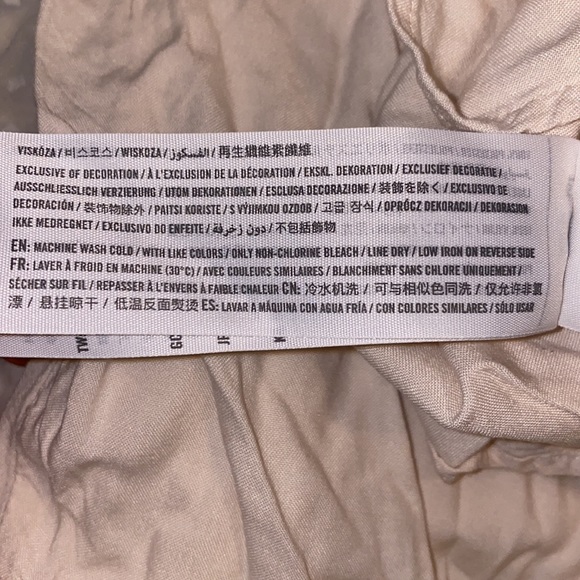 VISKÓZA / 비스코스 / WISKOZA / الفسكوز / 再生纖維素纖維
EXCLUSIVE OF DECORATION / À L'EXCLUSION DE LA DÉCORATION / EKSKL. DEKORATION / EXCLUSIEF DECORATIE /
AUSSCHLIESSLICH VERZIERUNG / UTOM DEKORATIONEN / ESCLUSA DECORAZIONE / 装飾を除く / EXCLUSIVO DE
DECORACIÓN / 裝飾物除外 / PAITSI KORISTE / S VÝJIMKOU OZDOB / 고급 장식 / OPRÓCZ DEKORACJI / DEKORASJON
IKKE MEDREGNET / EXCLUSIVO DO ENFEITE / دون زخرفة / 不包括飾物
EN: MACHINE WASH COLD / WITH LIKE COLORS / ONLY NON-CHLORINE BLEACH / LINE DRY / LOW IRON ON REVERSE SIDE
FR: LAVER À FROID EN MACHINE (30°C) / AVEC COULEURS SIMILAIRES / BLANCHIMENT SANS CHLORE UNIQUEMENT /
SÉCHER SUR FIL / REPASSER À L'ENVERS À FAIBLE CHALEUR CN: 冷水机洗 / 可与相似色同洗 / 仅允许非氯
漂 / 悬挂晾干 / 低温反面熨烫 ES: LAVAR A MÁQUINA CON AGUA FRÍA / CON COLORES SIMILARES / SÓLO USAR